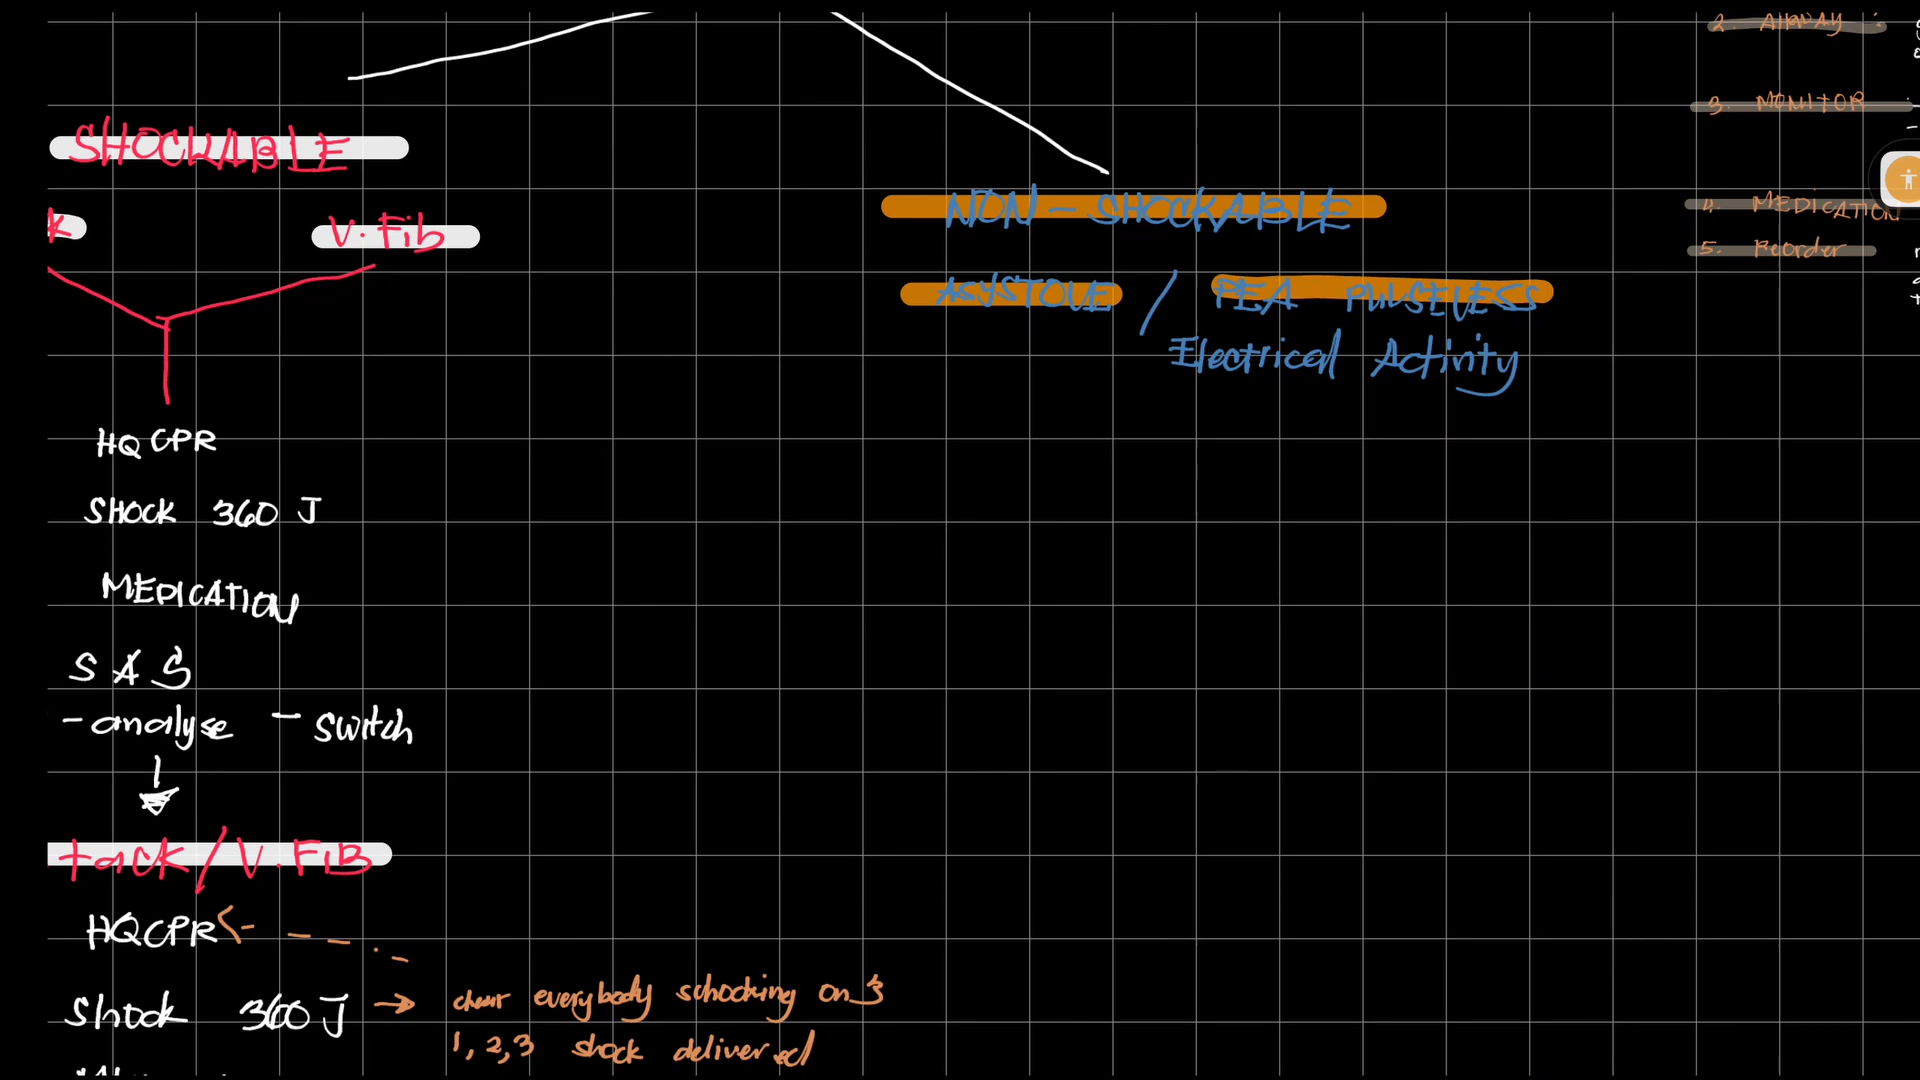 SHOCKABLE
V.Fib
HQ CPR
SHOCK 360 J
MEDICATION
S A S
- analyse - switch
tack/V.FiB
HQCPR
Shock 360J → clear everybody schocking on 3
1, 2, 3 shock delivered
NON-SHOCKABLE
ASYSTOLE / PEA PULSELESS
Electrical Activity
2. AIRWAY :
3. MONITOR
4. MEDICATION
5. Reorder